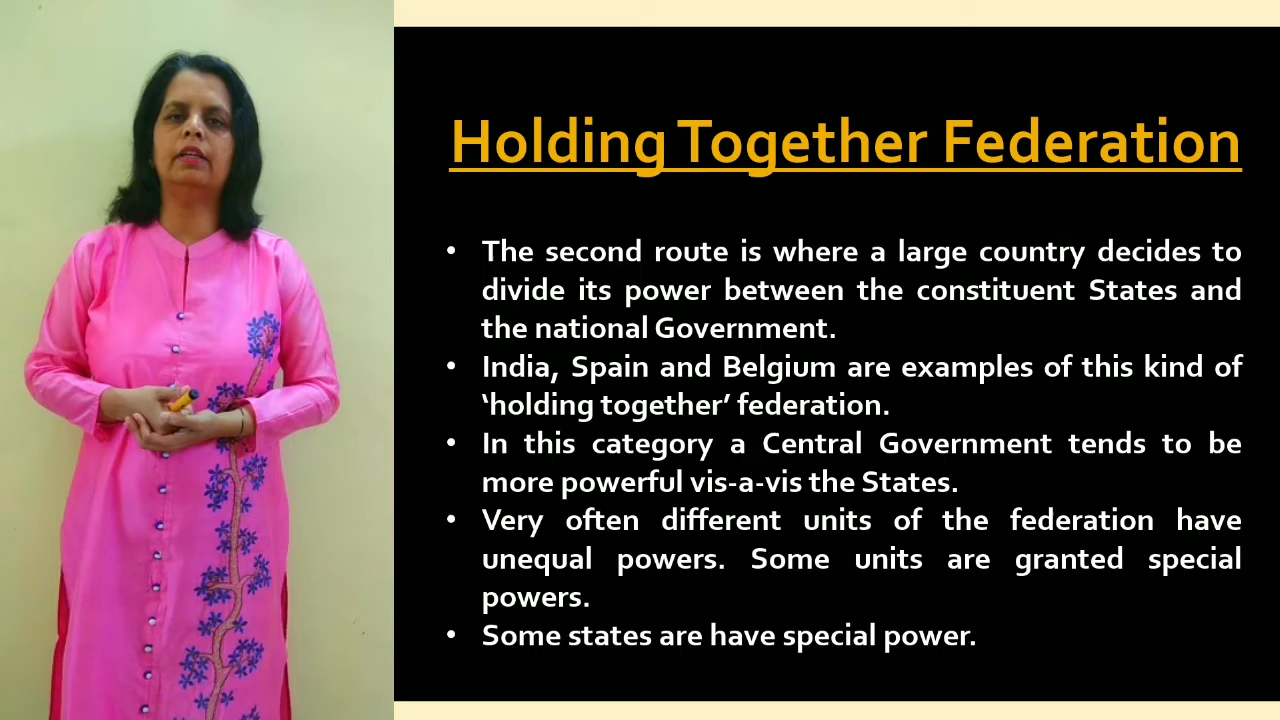 Holding Together Federation
• The second route is where a large country decides to
divide its power between the constituent States and
the national Government.
• India, Spain and Belgium are examples of this kind of
‘holding together’ federation.
• In this category a Central Government tends to be
more powerful vis-a-vis the States.
• Very often different units of the federation have
unequal powers. Some units are granted special
powers.
• Some states are have special power.